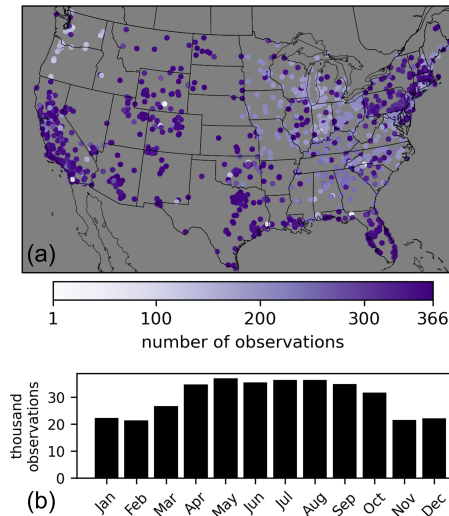 (a)
1 100 200 300 366
number of observations
thousand
observations
30
20
10
0
Jan Feb Mar Apr May Jun Jul Aug Sep Oct Nov Dec
(b)